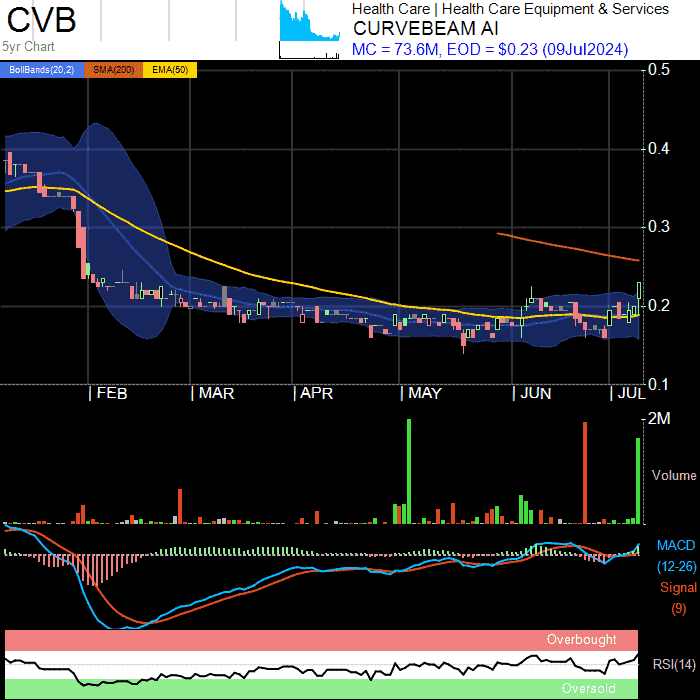 CVB
5yr Chart
Health Care | Health Care Equipment & Services
CURVEBEAM AI
MC = 73.6M, EOD = $0.23 (09Jul2024)
BollBands(20,2) SMA(200) EMA(50)
0.5
0.4
0.3
0.2
0.1
| FEB | MAR | APR | MAY | JUN | JUL
2M
Volume
MACD
(12-26)
Signal
(9)
Overbought
RSI(14)
Oversold